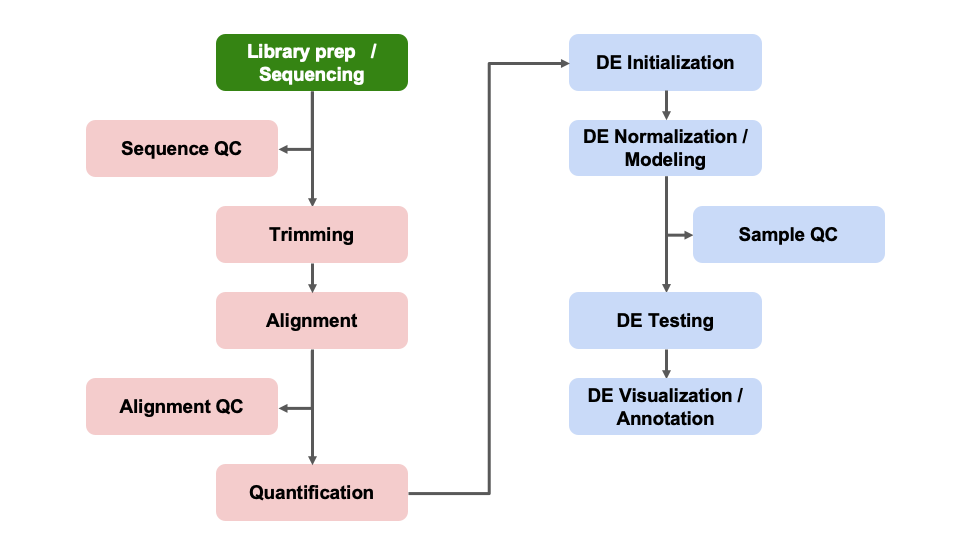 Library prep /
Sequencing
Sequence QC
Trimming
Alignment
Alignment QC
Quantification
DE Initialization
DE Normalization /
Modeling
Sample QC
DE Testing
DE Visualization /
Annotation